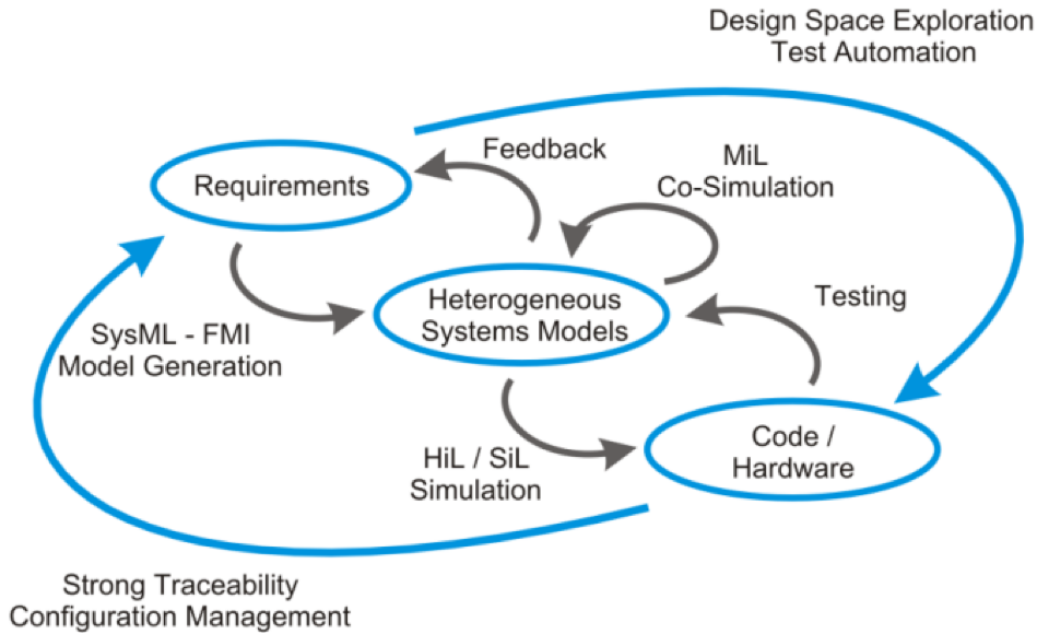 Design Space Exploration
Test Automation
Feedback
MiL
Co-Simulation
Requirements
Heterogeneous
Systems Models
Testing
SysML - FMI
Model Generation
Code /
Hardware
HiL / SiL
Simulation
Strong Traceability
Configuration Management